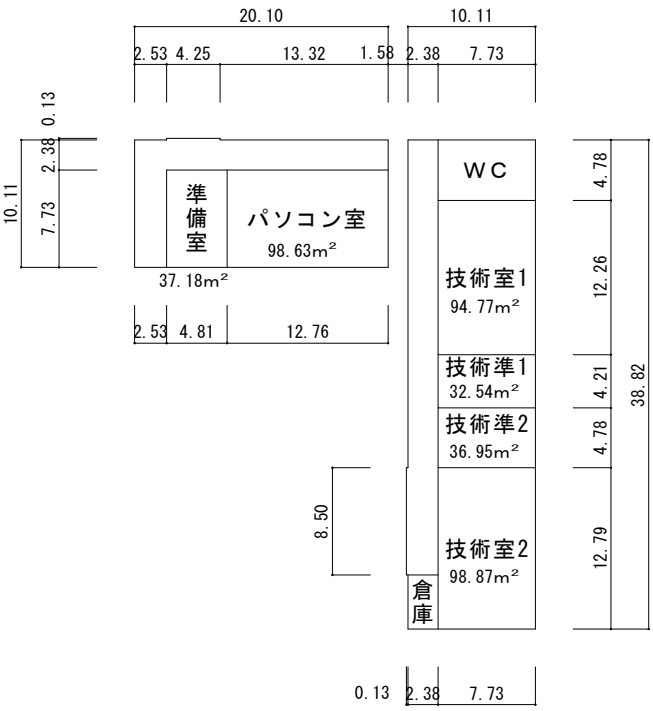 20.10 10.11
2.53 4.25 13.32 1.58 2.38 7.73
0.13
2.38
10.11
7.73
準備室
パソコン室
98.63m²
37.18m²
2.53 4.81 12.76
WC
4.78
技術室1
94.77m²
12.26
技術準1
32.54m²
4.21
38.82
技術準2
36.95m²
4.78
8.50
技術室2
98.87m²
12.79
倉庫
0.13 2.38 7.73